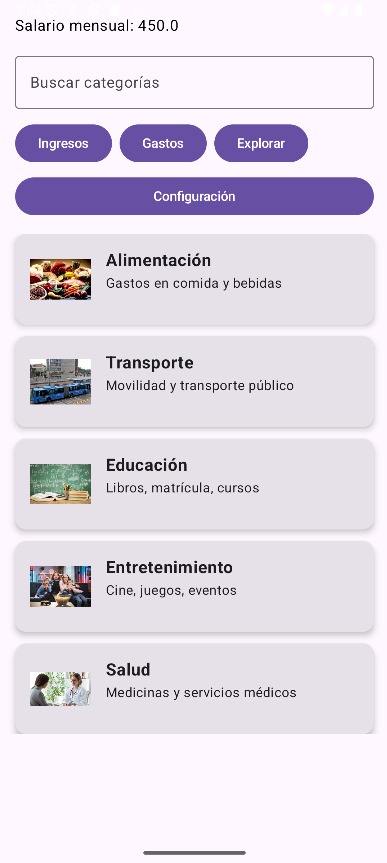 Salario mensual: 450.0
Buscar categorías
Ingresos
Gastos
Explorar
Configuración
Alimentación
Gastos en comida y bebidas
Transporte
Movilidad y transporte público
Educación
Libros, matrícula, cursos
Entretenimiento
Cine, juegos, eventos
Salud
Medicinas y servicios médicos